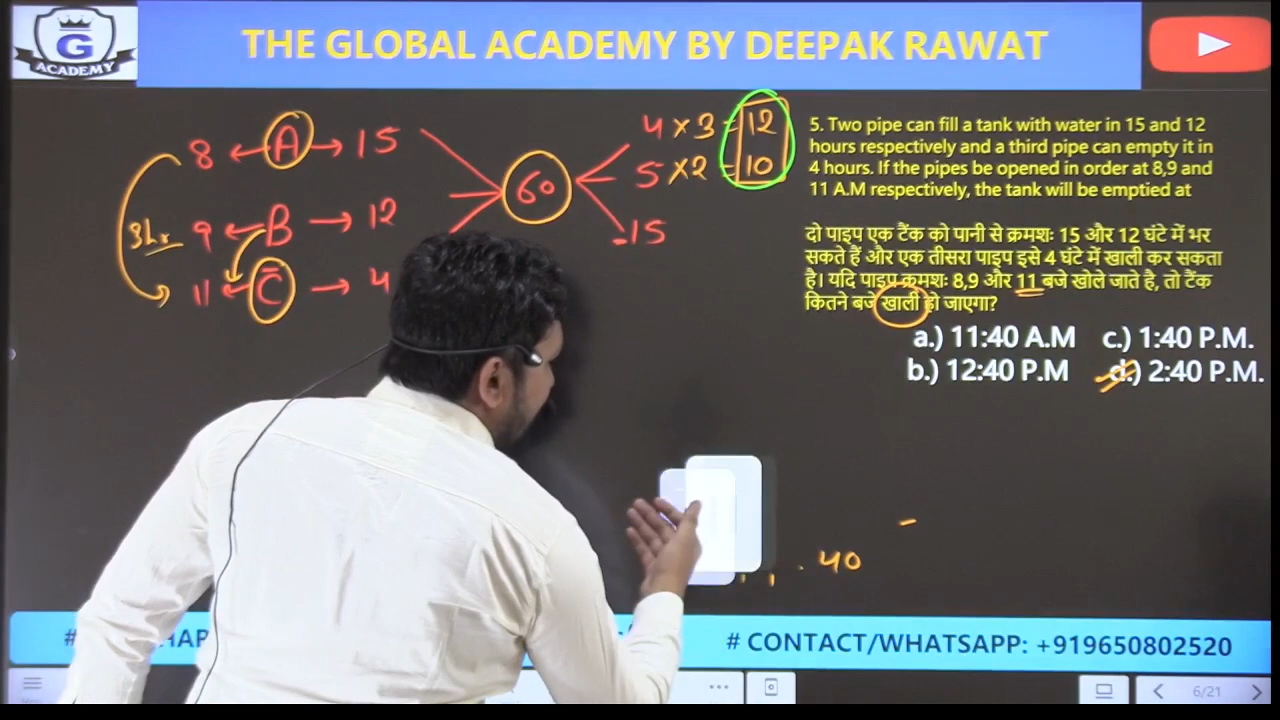 G
ACADEMY
THE GLOBAL ACADEMY BY DEEPAK RAWAT
8 ← A → 15
3hr 9 ← B → 12
11 ← C̄ → 4
60
4 × 3 = 12
5 × 2 = 10
-15
5. Two pipe can fill a tank with water in 15 and 12
hours respectively and a third pipe can empty it in
4 hours. If the pipes be opened in order at 8,9 and
11 A.M respectively, the tank will be emptied at
दो पाइप एक टैंक को पानी से क्रमशः 15 और 12 घंटे में भर
सकते हैं और एक तीसरा पाइप इसे 4 घंटे में खाली कर सकता
है। यदि पाइप क्रमशः 8,9 और 11 बजे खोले जाते है, तो टैंक
कितने बजे खाली हो जाएगा?
a.) 11:40 A.M c.) 1:40 P.M.
b.) 12:40 P.M d.) 2:40 P.M.
40
# CONTACT/WHATSAPP: +919650802520
6/21